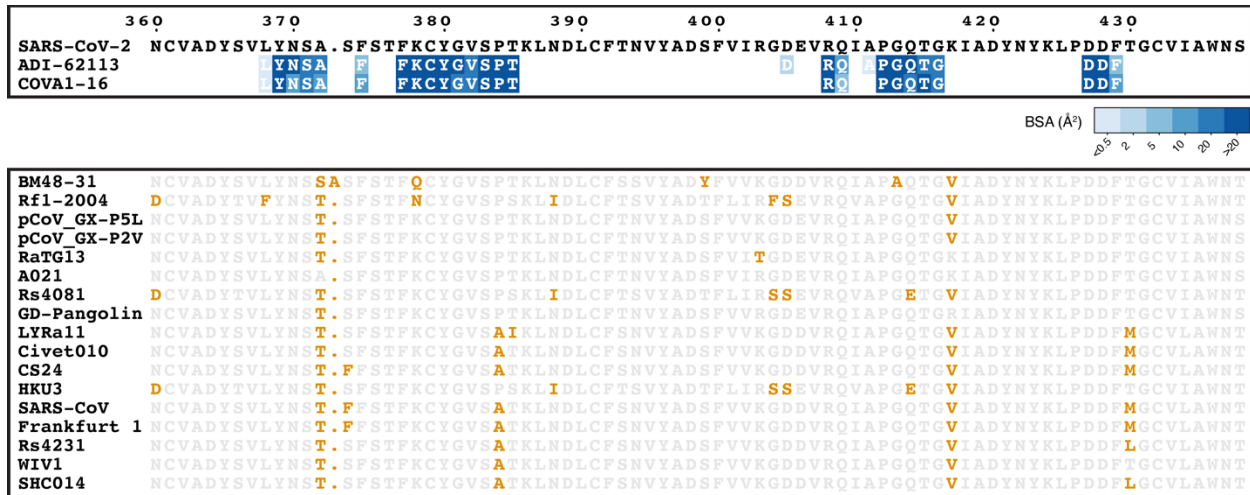 360 370 380 390 400 410 420 430
SARS-CoV-2 NCVADYSVLYNSA.SFSTFKCYGVSPTKLNDLCFTNVYADSFVIRGDEVRQIAPGQTGKIADYNYKLPDDFTGCVIAWNS
ADI-62113 LYNSA F FKCYGVSPT D RQ APGQTG DDF
COVA1-16 LYNSA F FKCYGVSPT RQ PGQTG DDF
BSA (Å²)
<0.5 2 5 10 20 >20
BM48-31 NCVADYSVLYNSSASFSTFQCYGVSPTKLNDLCFSSVYADYFVVKGDDVRQIAPAQTGVIADYNYKLPDDFTGCVIAWNT
Rf1-2004 DCVADYTVFYNST.SFSTFNCYGVSPSKLIDLCFTSVYADTFLIRFSEVRQVAPGQTGVIADYNYKLPDDFTGCVIAWNT
pCoV_GX-P5L NCVADYSVLYNST.SFSTFKCYGVSPTKLNDLCFTNVYADSFVVRGDEVRQIAPGQTGVIADYNYKLPDDFTGCVIAWNS
pCoV_GX-P2V NCVADYSVLYNST.SFSTFKCYGVSPTKLNDLCFTNVYADSFVVRGDEVRQIAPGQTGVIADYNYKLPDDFTGCVIAWNS
RaTG13 NCVADYSVLYNST.SFSTFKCYGVSPTKLNDLCFTNVYADSFVITGDEVRQIAPGQTGKIADYNYKLPDDFTGCVIAWNS
A021 NCVADYSVLYNSA.SFSTFKCYGVSPTKLNDLCFTNVYADSFVIRGDEVRQIAPGQTGKIADYNYKLPDDFTGCVIAWNS
Rs4081 DCVADYTVLYNST.SFSTFKCYGVSPSKLIDLCFTSVYADTFLIRSSEVRQVAPGETGVIADYNYKLPDDFTGCVIAWNT
GD-Pangolin NCVADYSVLYNST.SFSTFKCYGVSPTKLNDLCFTNVYADSFVVRGDEVRQIAPGQTGRIADYNYKLPDDFTGCVIAWNS
LYRa11 NCVADYSVLYNST.SFSTFKCYGVSAIKLNDLCFSNVYADSFVVKGDDVRQIAPGQTGVIADYNYKLPDDFMGCVIAWNT
Civet010 NCVADYSVLYNST.SFSTFKCYGVSATKLNDLCFSNVYADSFVVKGDDVRQIAPGQTGVIADYNYKLPDDFMGCVLAWNT
CS24 NCVADYSVLYNST.FFSTFKCYGVSATKLNDLCFSNVYADSFVVKGDDVRQIAPGQTGVIADYNYKLPDDFMGCVLAWNT
HKU3 DCVADYTVLYNST.SFSTFKCYGVSPSKLIDLCFTSVYADTFLIRSSEVRQVAPGETGVIADYNYKLPDDFTGCVIAWNT
SARS-CoV NCVADYSVLYNST.FFSTFKCYGVSATKLNDLCFSNVYADSFVVKGDDVRQIAPGQTGVIADYNYKLPDDFMGCVLAWNT
Frankfurt 1 NCVADYSVLYNST.FFSTFKCYGVSATKLNDLCFSNVYADSFVVKGDDVRQIAPGQTGVIADYNYKLPDDFMGCVLAWNT
Rs4231 NCVADYSVLYNST.SFSTFKCYGVSATKLNDLCFSNVYADSFVVKGDDVRQIAPGQTGVIADYNYKLPDDFLGCVLAWNT
WIV1 NCVADYSVLYNST.SFSTFKCYGVSATKLNDLCFSNVYADSFVVKGDDVRQIAPGQTGVIADYNYKLPDDFTGCVLAWNT
SHC014 NCVADYSVLYNST.SFSTFKCYGVSATKLNDLCFSNVYADSFVVKGDDVRQIAPGQTGVIADYNYKLPDDFLGCVLAWNT